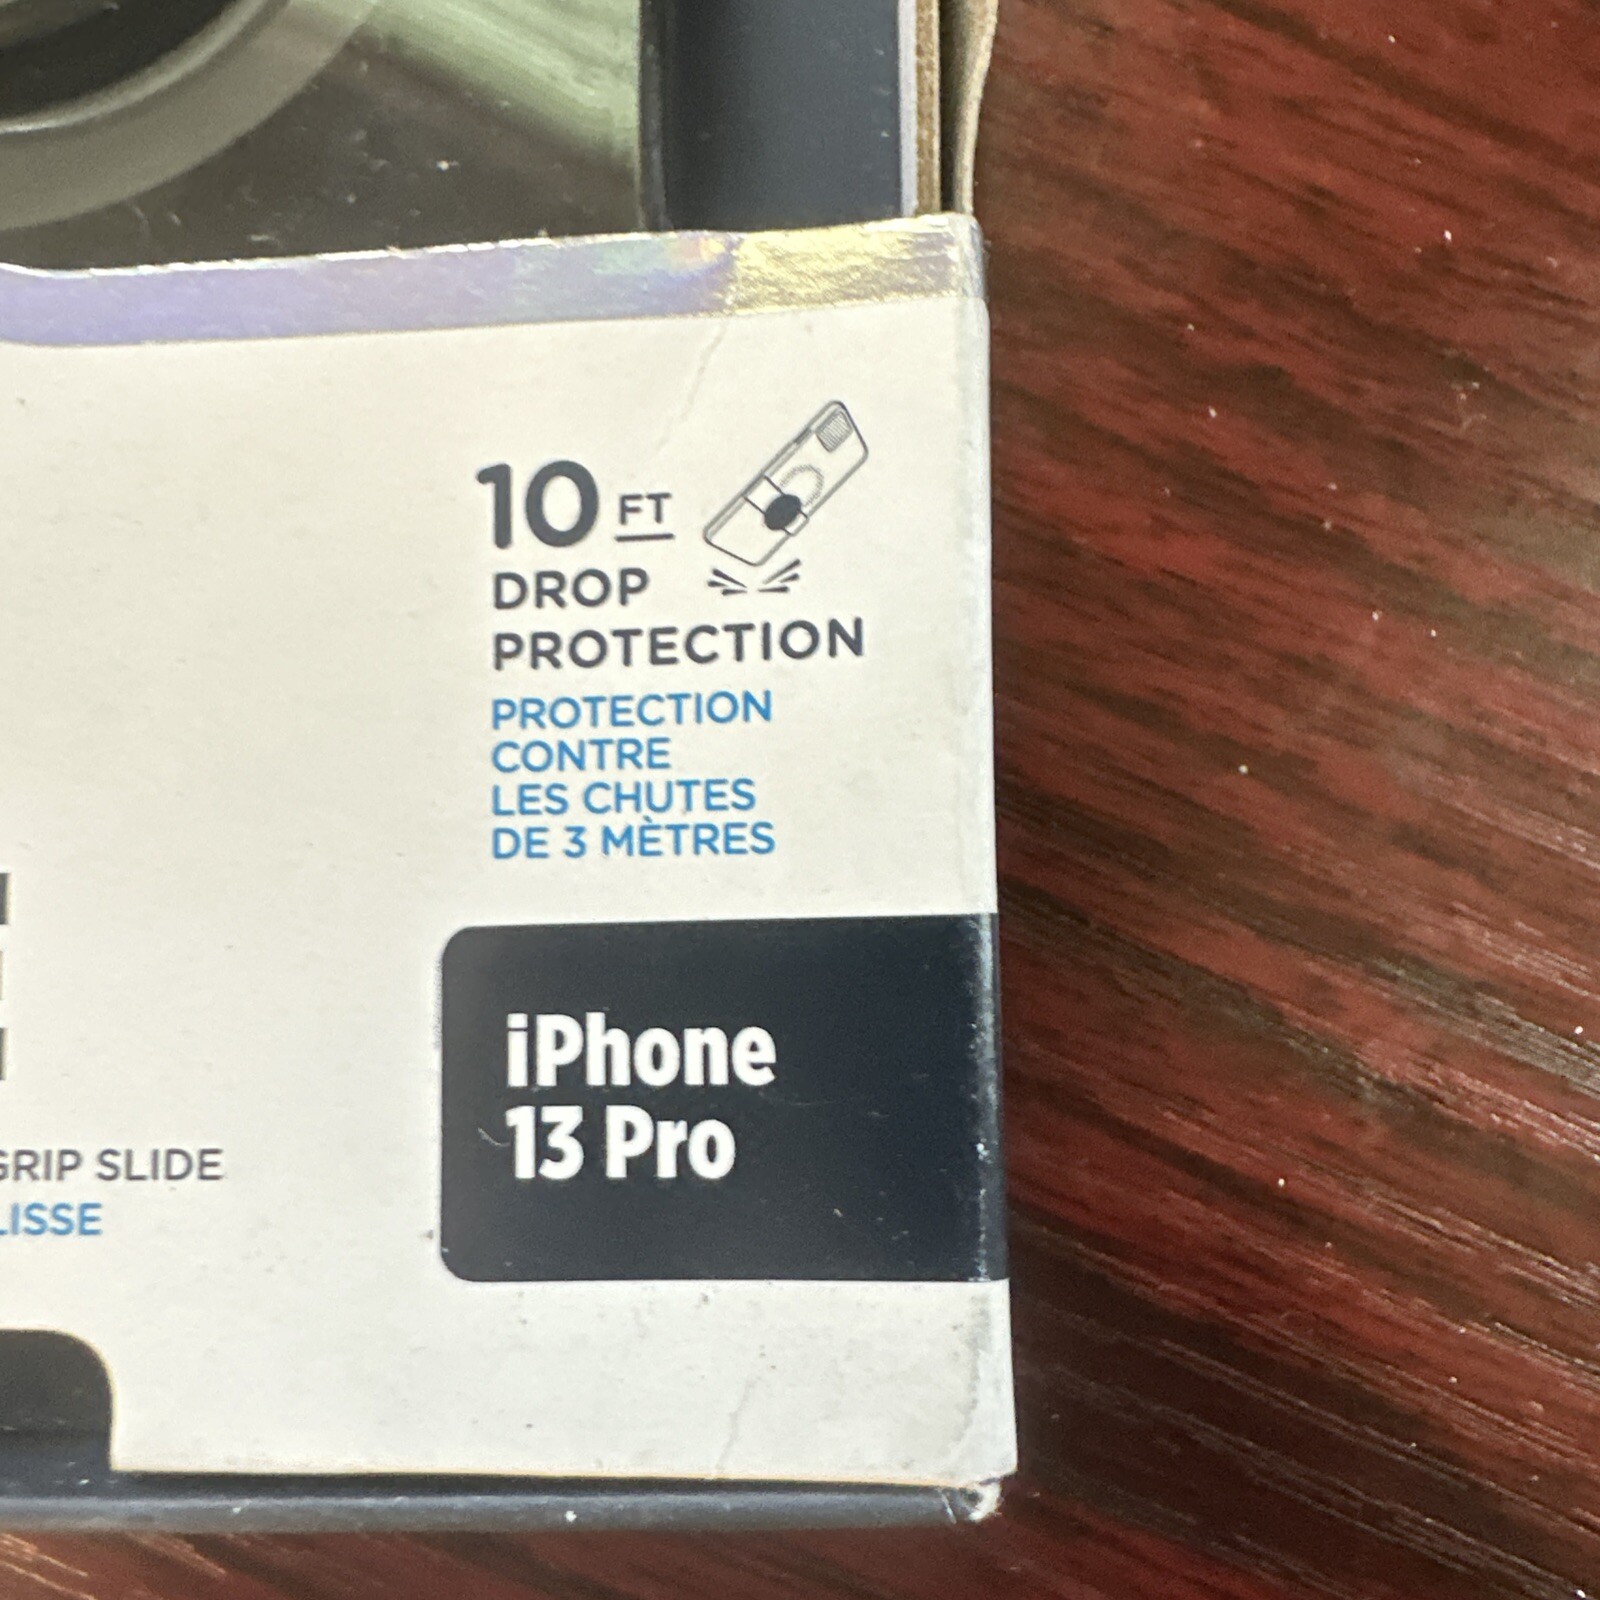 10 FT
DROP
PROTECTION
PROTECTION
CONTRE
LES CHUTES
DE 3 MÈTRES
iPhone
13 Pro
GRIP SLIDE
LISSE